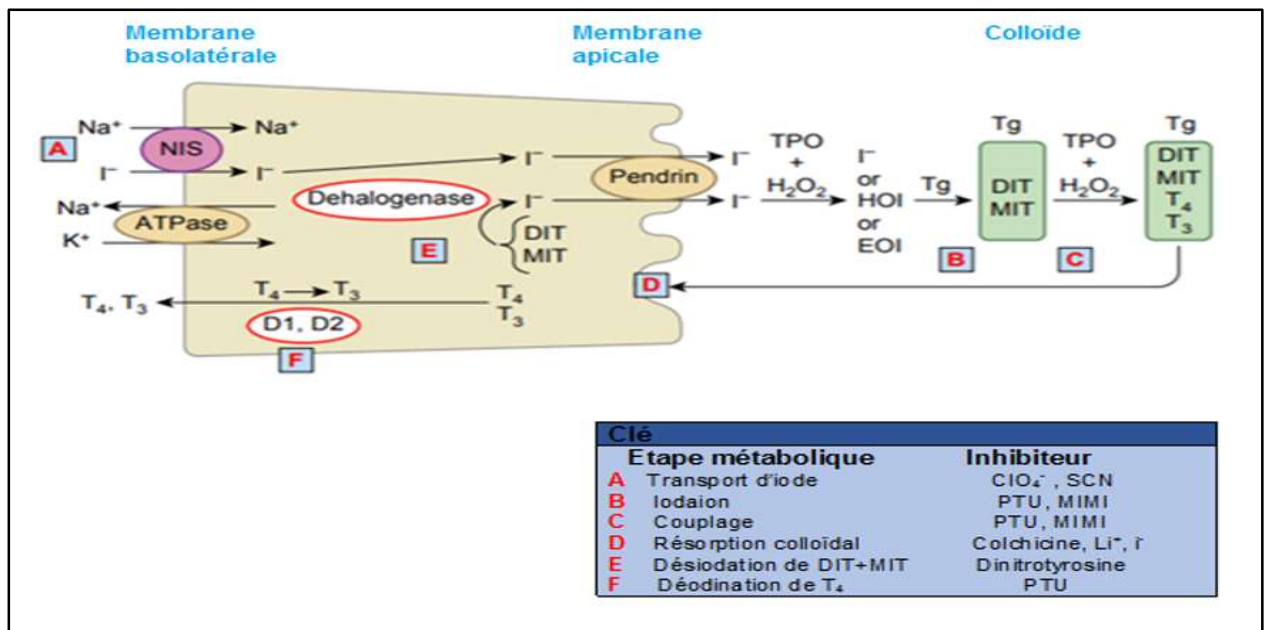 Membrane
basolatérale
Membrane
apicale
Colloïde
A
Na⁺
Na⁺
NIS
I⁻
I⁻
I⁻
I⁻
Na⁺
ATPase
K⁺
Dehalogenase
I⁻
I⁻
Pendrin
E
DIT
MIT
TPO
+
H₂O₂
I⁻
or
HOI
or
EOI
Tg
B
Tg
DIT
MIT
TPO
+
H₂O₂
C
Tg
DIT
MIT
T₄
T₃
D
T₄, T₃
T₄ T₃
T₄
T₃
D1, D2
F
Clé
Etape métabolique Inhibiteur
A Transport d'iode ClO₄⁻ , SCN
B Iodaion PTU, MIMI
C Couplage PTU, MIMI
D Résorption colloïdal Colchicine, Li⁺, I⁻
E Désiodation de DIT+MIT Dinitrotyrosine
F Déodination de T₄ PTU